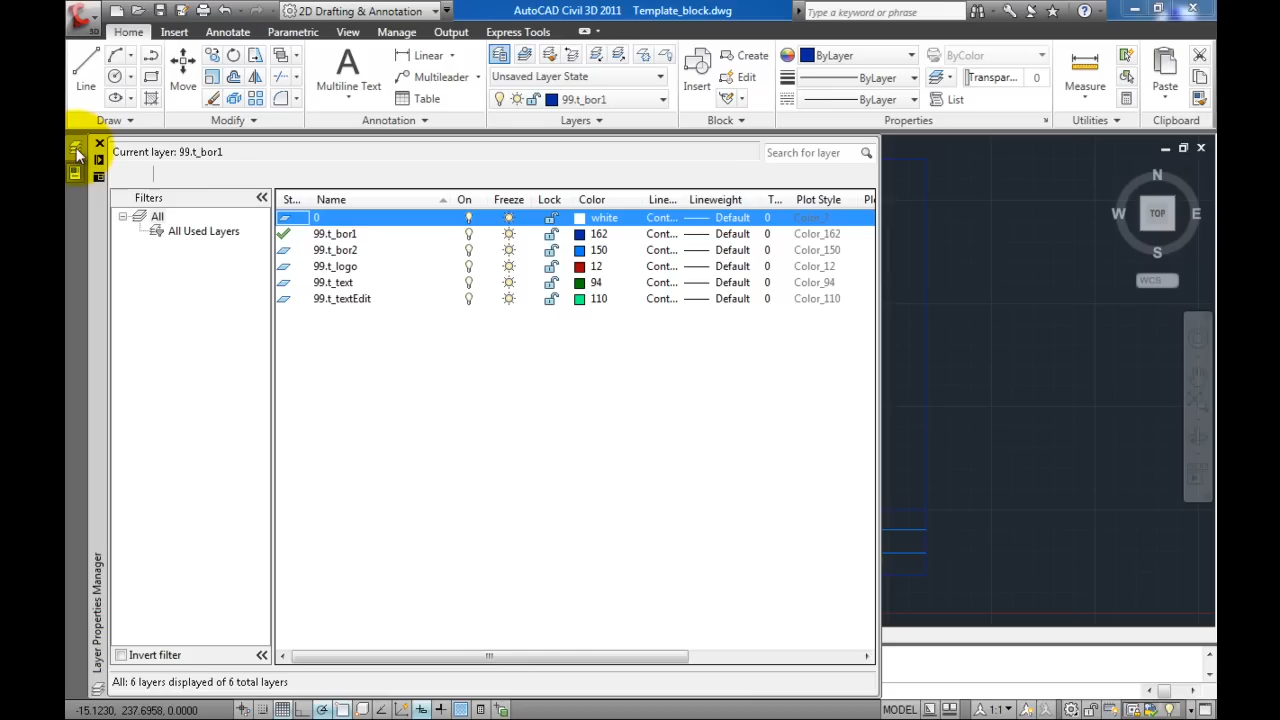 2D Drafting & Annotation
AutoCAD Civil 3D 2011 Template_block.dwg
Type a keyword or phrase
3D
Home Insert Annotate Parametric View Manage Output Express Tools
Line
Move
A
Multiline Text
Linear
Multileader
Table
Unsaved Layer State
99.t_bor1
Insert
Create
Edit
ByLayer
ByLayer
ByLayer
ByColor
Transpar... 0
List
Measure
Paste
Draw Modify Annotation Layers Block Properties Utilities Clipboard
Current layer: 99.t_bor1
Search for layer
Filters
All
All Used Layers
St... Name On Freeze Lock Color Line... Lineweight T... Plot Style Plo
0 white Cont... Default 0 Color_7
99.t_bor1 162 Cont... Default 0 Color_162
99.t_bor2 150 Cont... Default 0 Color_150
99.t_logo 12 Cont... Default 0 Color_12
99.t_text 94 Cont... Default 0 Color_94
99.t_textEdit 110 Cont... Default 0 Color_110
Invert filter
All: 6 layers displayed of 6 total layers
Layer Properties Manager
N
W TOP E
S
WCS
-15.1230, 237.6958, 0.0000
MODEL
1:1